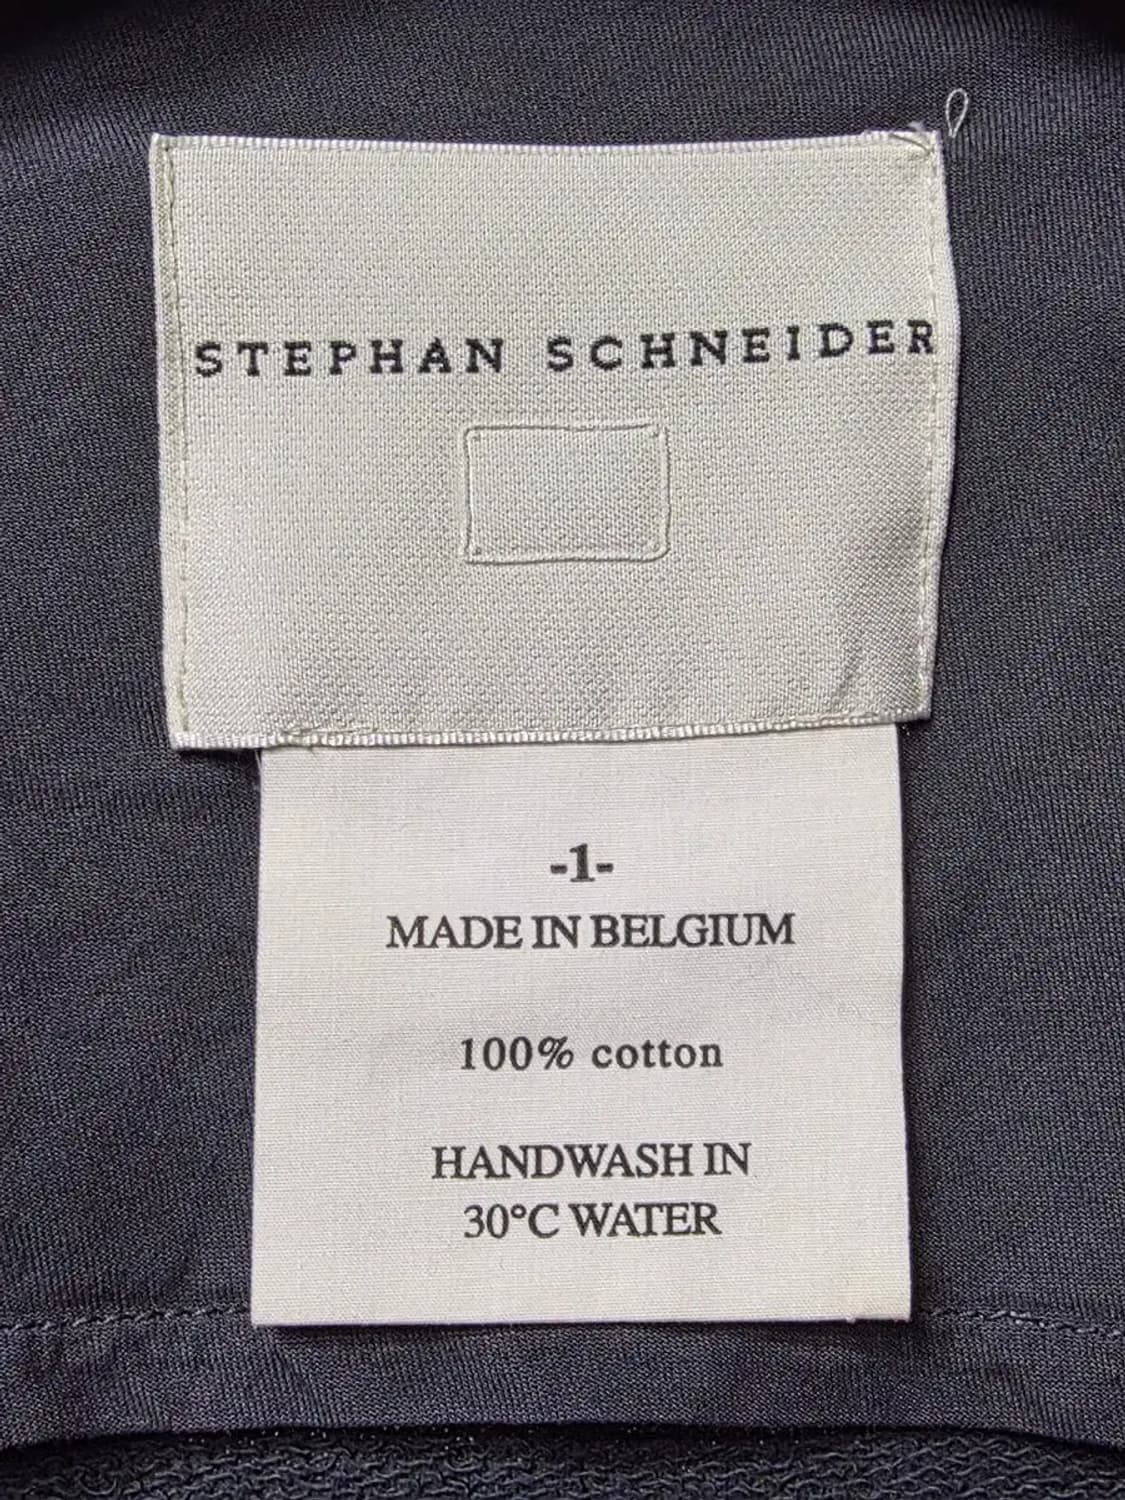 STEPHAN SCHNEIDER
-1-
MADE IN BELGIUM
100% cotton
HANDWASH IN
30°C WATER